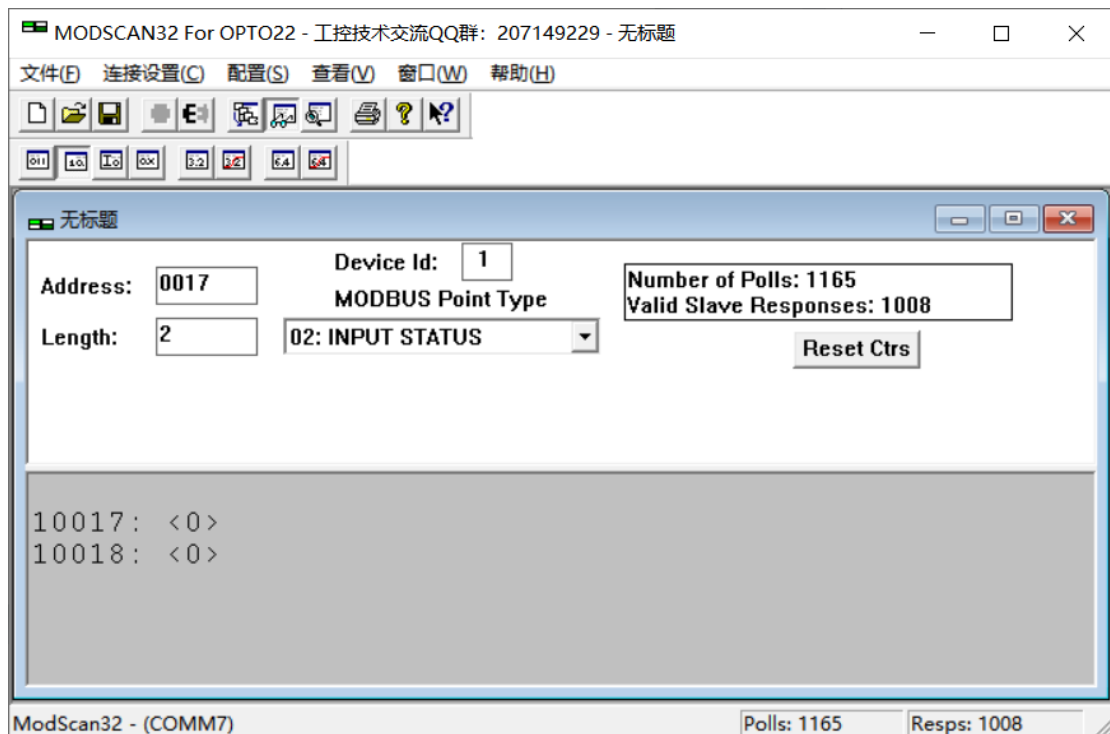 MODSCAN32 For OPTO22 - 工控技术交流QQ群：207149229 - 无标题
文件(F) 连接设置(C) 配置(S) 查看(V) 窗口(W) 帮助(H)
无标题
Device Id: 1
Address: 0017
MODBUS Point Type
Number of Polls: 1165
Valid Slave Responses: 1008
Length: 2
02: INPUT STATUS
Reset Ctrs
10017: <0>
10018: <0>
ModScan32 - (COMM7) Polls: 1165 Resps: 1008